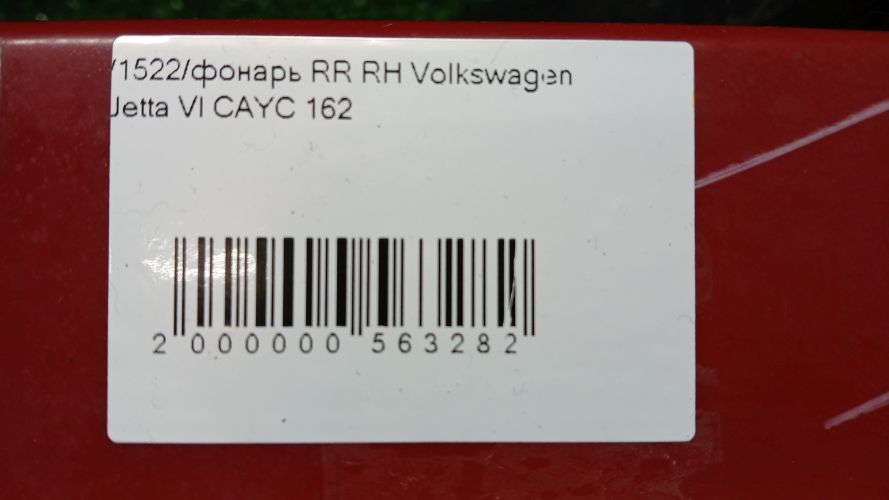 /1522/фонарь RR RH Volkswagen
Jetta VI CAYC 162
2 000000 563282